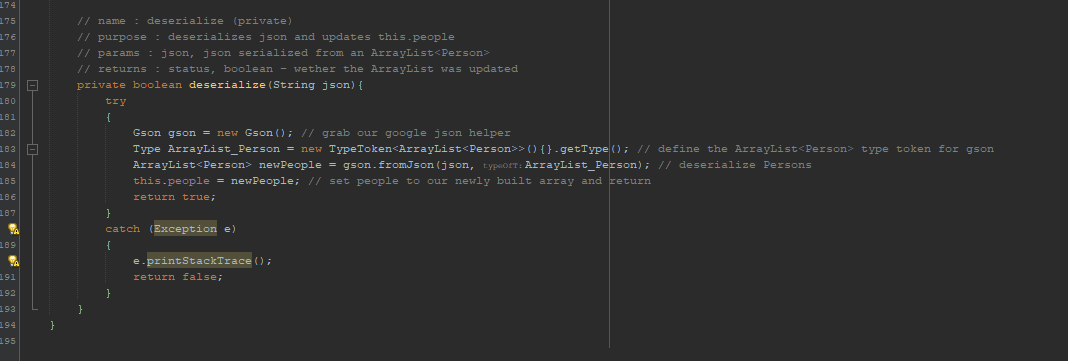 174
175 // name : deserialize (private)
176 // purpose : deserializes json and updates this.people
177 // params : json, json serialized from an ArrayList<Person>
178 // returns : status, boolean - wether the ArrayList was updated
179 private boolean deserialize(String json){
180 try
181 {
182 Gson gson = new Gson(); // grab our google json helper
183 Type ArrayList_Person = new TypeToken<ArrayList<Person>>(){}.getType(); // define the ArrayList<Person> type token for gson
184 ArrayList<Person> newPeople = gson.fromJson(json, typeOfT: ArrayList_Person); // deserialize Persons
185 this.people = newPeople; // set people to our newly built array and return
186 return true;
187 }
catch (Exception e)
189 {
e.printStackTrace();
191 return false;
192 }
193 }
194 }
195